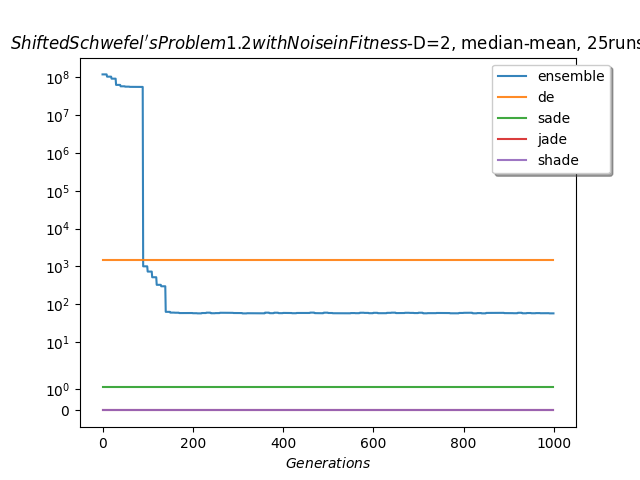 ShiftedSchwefel'sProblem1.2withNoiseinFitness-D=2, median-mean, 25runs
10^8
10^7
10^6
10^5
10^4
10^3
10^2
10^1
10^0
0
ensemble
de
sade
jade
shade
0 200 400 600 800 1000
Generations